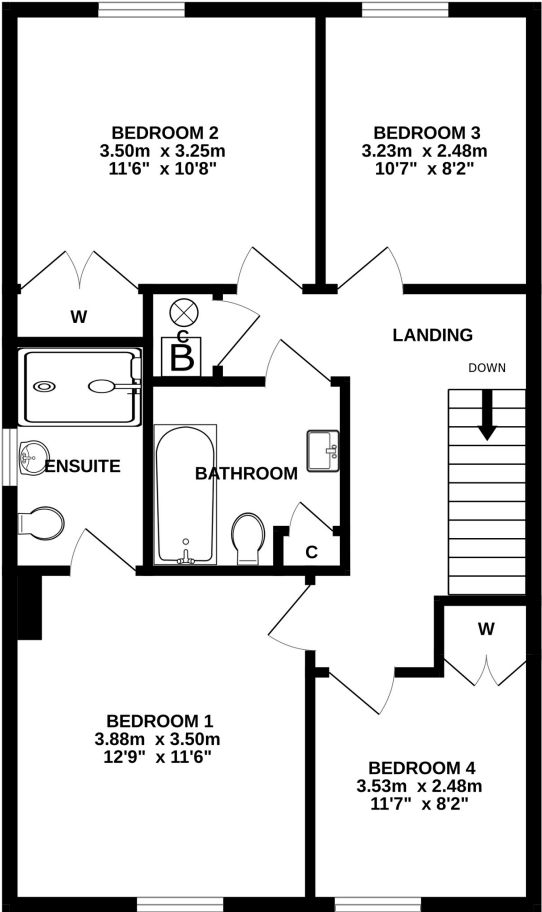 BEDROOM 2
3.50m x 3.25m
11'6" x 10'8"
BEDROOM 3
3.23m x 2.48m
10'7" x 8'2"
W
C
B
LANDING
DOWN
ENSUITE
BATHROOM
C
W
BEDROOM 1
3.88m x 3.50m
12'9" x 11'6"
BEDROOM 4
3.53m x 2.48m
11'7" x 8'2"